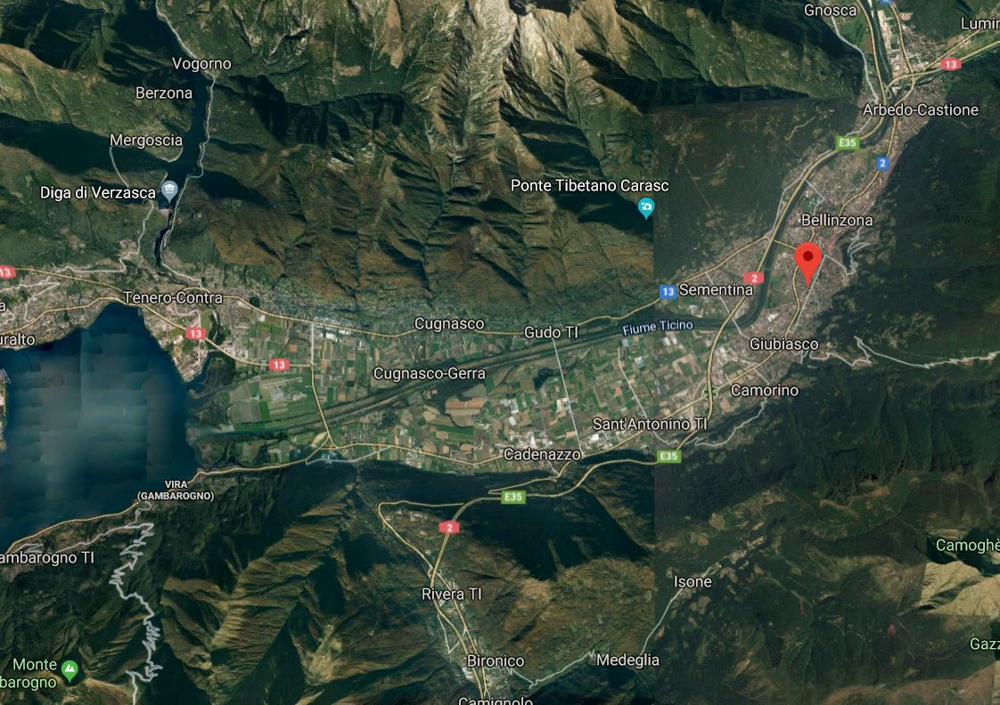 Gnosca
Lumir
13
Vogorno
Berzona
Arbedo-Castione
Mergoscia
E35
2
Diga di Verzasca
Ponte Tibetano Carasc
Bellinzona
13
Tenero-Contra
13
Sementina
2
a
Cugnasco
Gudo TI
Fiume Ticino
uralto
13
Giubiasco
13
Cugnasco-Gerra
Camorino
Sant'Antonino TI
Cadenazzo
E35
VIRA
(GAMBAROGNO)
E35
2
ambarogno TI
Camoghè
Isone
Rivera TI
Gazz
Monte
barogno
Bironico
Medeglia
Camignolo